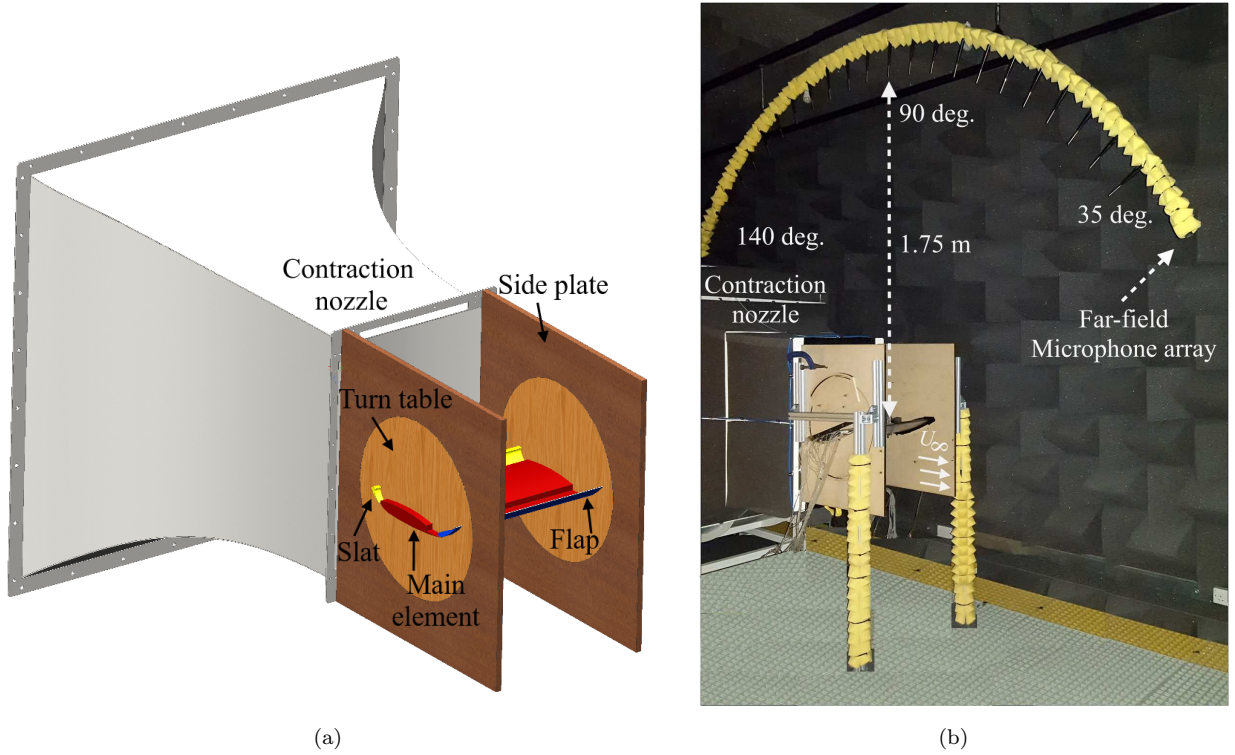 Contraction
nozzle
Side plate
Turn table
Slat
Main
element
Flap
(a)
90 deg.
35 deg.
140 deg.
1.75 m
Contraction
nozzle
Far-field
Microphone array
U∞
(b)